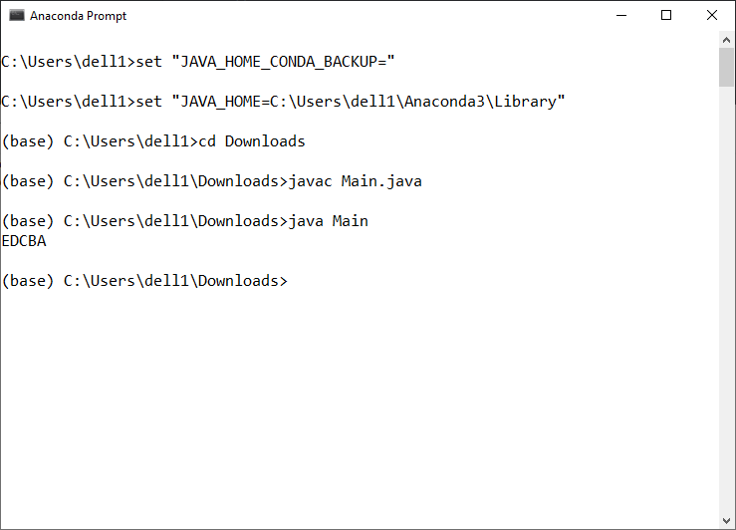 Anaconda Prompt
C:\Users\dell1>set "JAVA_HOME_CONDA_BACKUP="
C:\Users\dell1>set "JAVA_HOME=C:\Users\dell1\Anaconda3\Library"
(base) C:\Users\dell1>cd Downloads
(base) C:\Users\dell1\Downloads>javac Main.java
(base) C:\Users\dell1\Downloads>java Main
EDCBA
(base) C:\Users\dell1\Downloads>